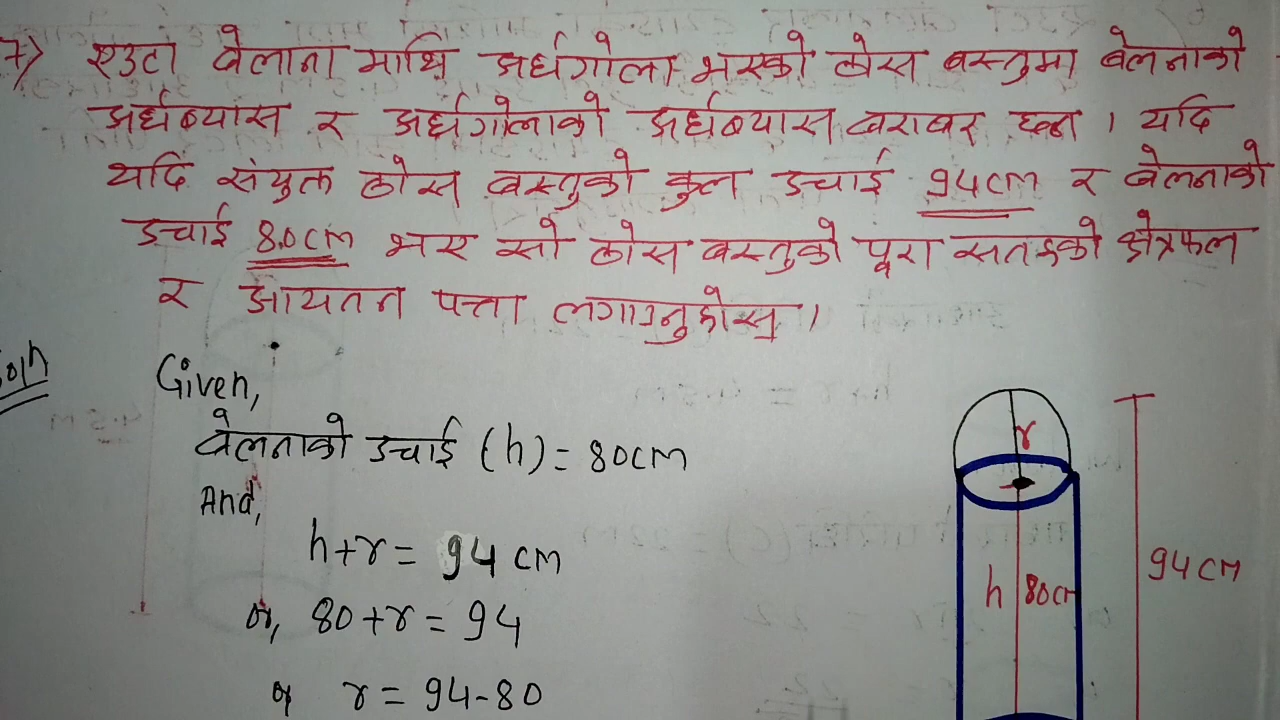 7) एउटा वेलाना माथि अर्धगोला भएको ठोस वस्तुमा बेलनाको
अर्धब्यास र अर्धगोलाको अर्धब्यास बराबर छन । यदि
यदि संयुक्त ठोस वस्तुको कुल उचाई 94cm र बेलनाको
उचाई 80cm भए सो ठोस वस्तुको पूरा सतहको क्षेत्रफल
र आयतन पत्ता लगाउनुहोस् ।
Soln
Given,
वेलनाको उचाई (h) = 80cm
And,
h+r = 94 cm
or, 80+r = 94
or r = 94-80
r
h 80cm
94cm